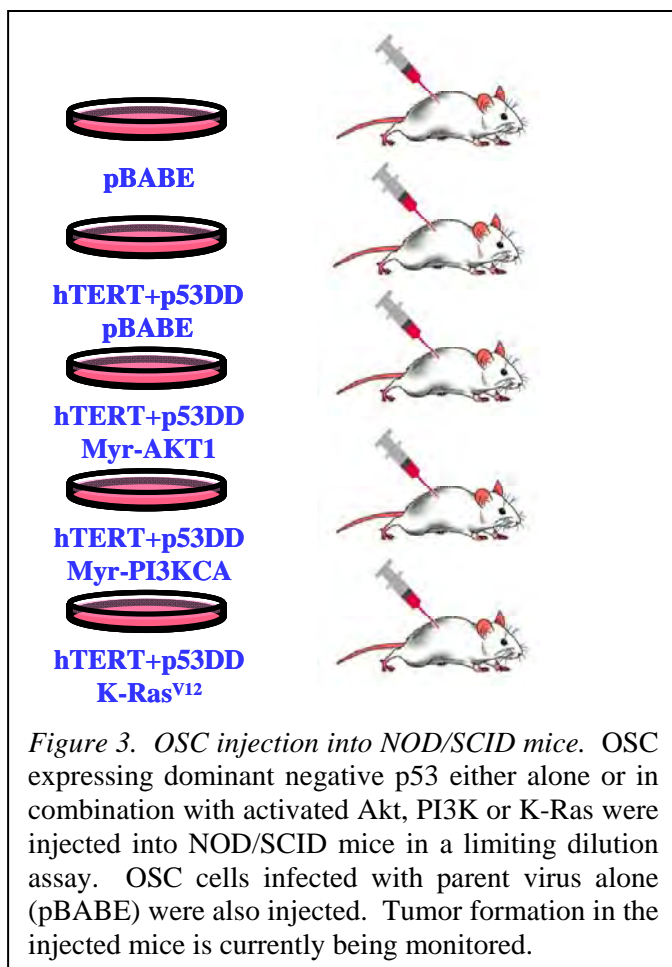 pBABE
hTERT+p53DD
pBABE
hTERT+p53DD
Myr-AKT1
hTERT+p53DD
Myr-PI3KCA
hTERT+p53DD
K-Rasⱽ¹²
Figure 3. OSC injection into NOD/SCID mice. OSC
expressing dominant negative p53 either alone or in
combination with activated Akt, PI3K or K-Ras were
injected into NOD/SCID mice in a limiting dilution
assay. OSC cells infected with parent virus alone
(pBABE) were also injected. Tumor formation in the
injected mice is currently being monitored.